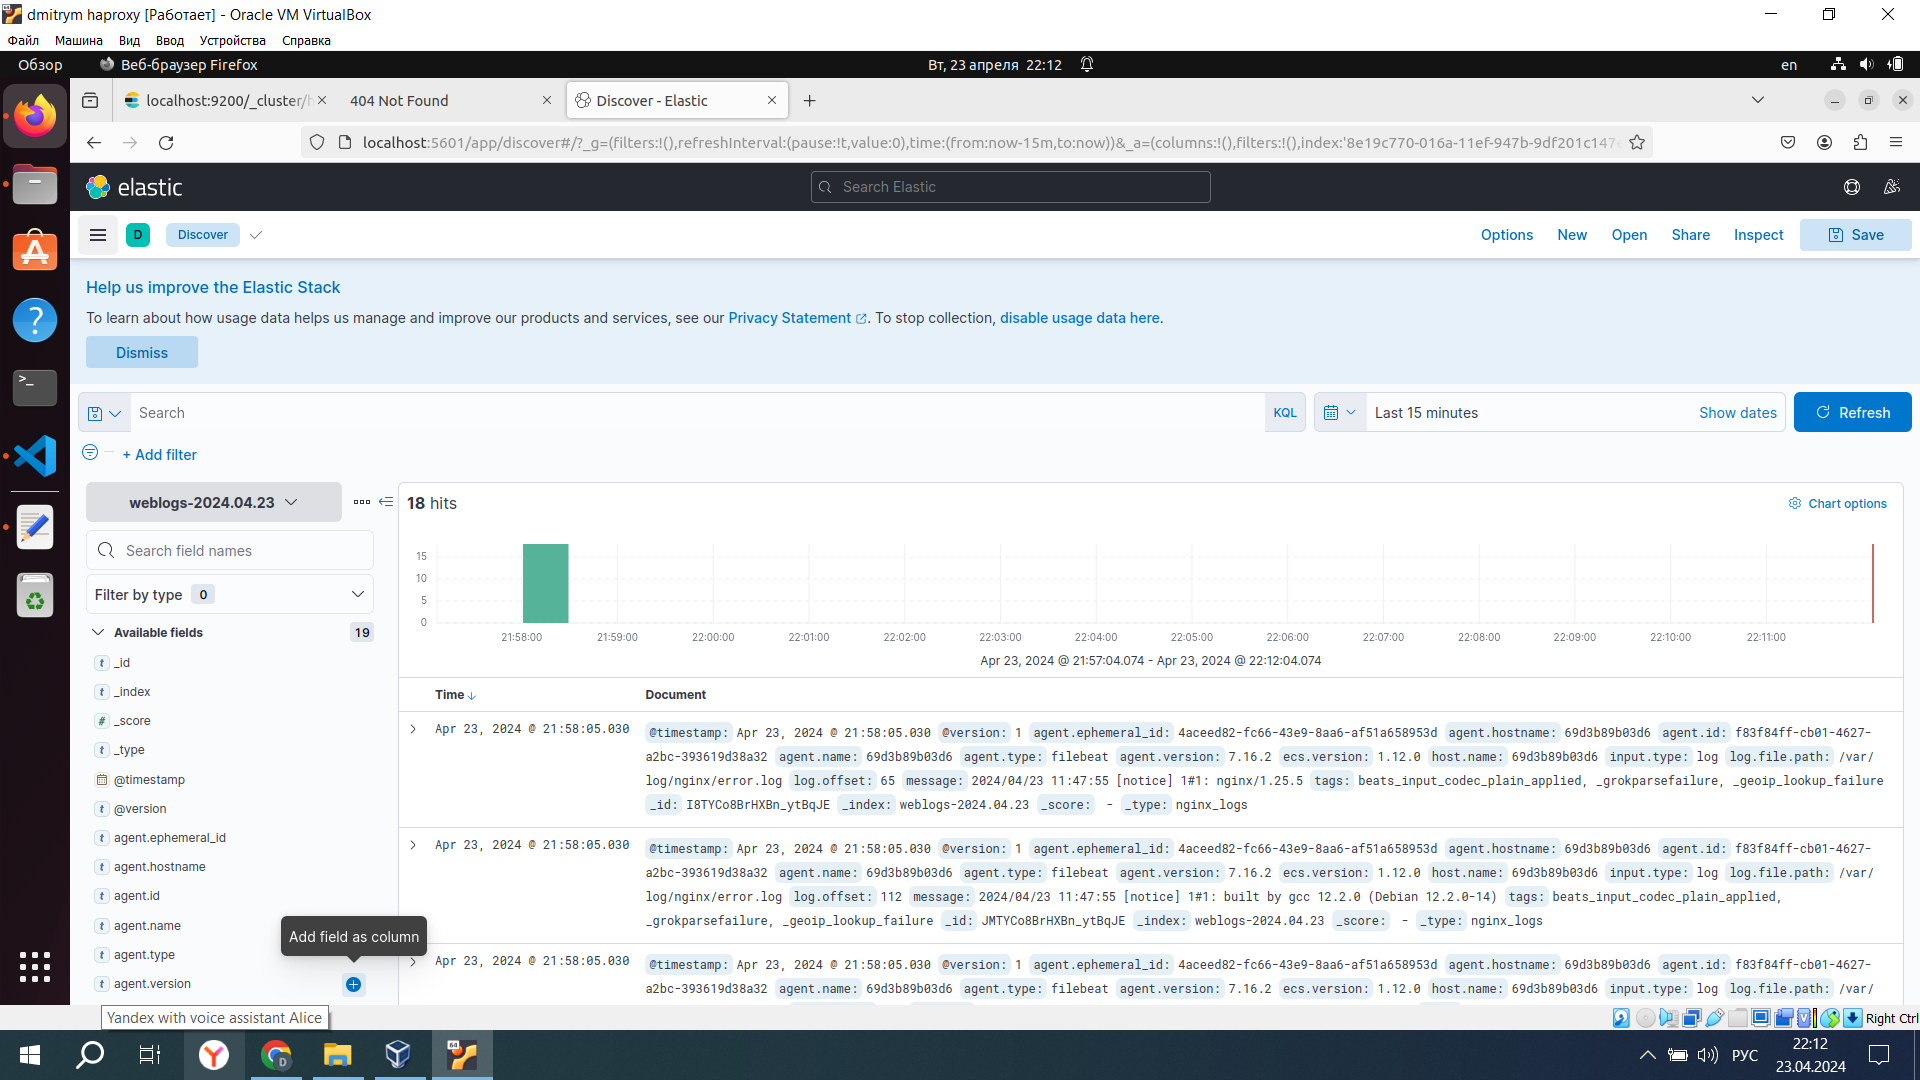 dmitrym haproxy [Работает] - Oracle VM VirtualBox
Файл Машина Вид Ввод Устройства Справка
Обзор Веб-браузер Firefox Вт, 23 апреля 22:12 en
localhost:9200/_cluster/h 404 Not Found Discover - Elastic
localhost:5601/app/discover#/?_g=(filters:!(),refreshInterval:(pause:!t,value:0),time:(from:now-15m,to:now))&_a=(columns:!(),filters:!(),index:'8e19c770-016a-11ef-947b-9df201c147
elastic Search Elastic
D Discover Options New Open Share Inspect Save
Help us improve the Elastic Stack
To learn about how usage data helps us manage and improve our products and services, see our Privacy Statement. To stop collection, disable usage data here.
Dismiss
Search KQL Last 15 minutes Show dates Refresh
+ Add filter
weblogs-2024.04.23
18 hits Chart options
Search field names
Filter by type 0
Available fields 19
t _id
t _index
# _score
t _type
@timestamp
t @version
t agent.ephemeral_id
t agent.hostname
t agent.id
t agent.name
t agent.type
t agent.version
Add field as column
15
10
5
0
21:58:00 21:59:00 22:00:00 22:01:00 22:02:00 22:03:00 22:04:00 22:05:00 22:06:00 22:07:00 22:08:00 22:09:00 22:10:00 22:11:00
Apr 23, 2024 @ 21:57:04.074 - Apr 23, 2024 @ 22:12:04.074
Time Document
Apr 23, 2024 @ 21:58:05.030 @timestamp: Apr 23, 2024 @ 21:58:05.030 @version: 1 agent.ephemeral_id: 4aceed82-fc66-43e9-8aa6-af51a658953d agent.hostname: 69d3b89b03d6 agent.id: f83f84ff-cb01-4627-
a2bc-393619d38a32 agent.name: 69d3b89b03d6 agent.type: filebeat agent.version: 7.16.2 ecs.version: 1.12.0 host.name: 69d3b89b03d6 input.type: log log.file.path: /var/
log/nginx/error.log log.offset: 65 message: 2024/04/23 11:47:55 [notice] 1#1: nginx/1.25.5 tags: beats_input_codec_plain_applied, _grokparsefailure, _geoip_lookup_failure
_id: I8TYCo8BrHXBn_ytBqJE _index: weblogs-2024.04.23 _score: - _type: nginx_logs
Apr 23, 2024 @ 21:58:05.030 @timestamp: Apr 23, 2024 @ 21:58:05.030 @version: 1 agent.ephemeral_id: 4aceed82-fc66-43e9-8aa6-af51a658953d agent.hostname: 69d3b89b03d6 agent.id: f83f84ff-cb01-4627-
a2bc-393619d38a32 agent.name: 69d3b89b03d6 agent.type: filebeat agent.version: 7.16.2 ecs.version: 1.12.0 host.name: 69d3b89b03d6 input.type: log log.file.path: /var/
log/nginx/error.log log.offset: 112 message: 2024/04/23 11:47:55 [notice] 1#1: built by gcc 12.2.0 (Debian 12.2.0-14) tags: beats_input_codec_plain_applied,
_grokparsefailure, _geoip_lookup_failure _id: JMTYCo8BrHXBn_ytBqJE _index: weblogs-2024.04.23 _score: - _type: nginx_logs
Apr 23, 2024 @ 21:58:05.030 @timestamp: Apr 23, 2024 @ 21:58:05.030 @version: 1 agent.ephemeral_id: 4aceed82-fc66-43e9-8aa6-af51a658953d agent.hostname: 69d3b89b03d6 agent.id: f83f84ff-cb01-4627-
a2bc-393619d38a32 agent.name: 69d3b89b03d6 agent.type: filebeat agent.version: 7.16.2 ecs.version: 1.12.0 host.name: 69d3b89b03d6 input.type: log log.file.path: /var/
Yandex with voice assistant Alice
Right Ctrl
РУС
22:12
23.04.2024